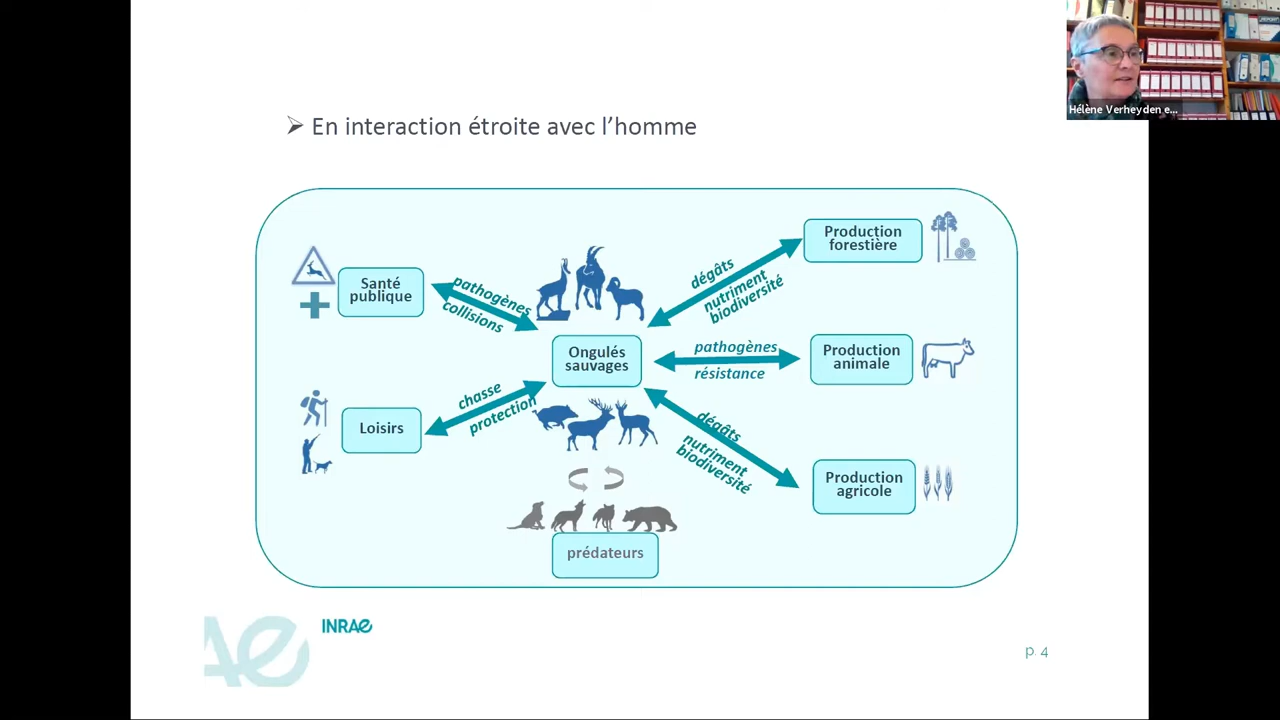 Hélène Verheyden e...
➢ En interaction étroite avec l’homme
Santé
publique
pathogènes
collisions
dégâts
nutriment
biodiversité
Production
forestière
Ongulés
sauvages
pathogènes
résistance
Production
animale
Loisirs
chasse
protection
dégâts
nutriment
biodiversité
Production
agricole
prédateurs
INRAE
p. 4